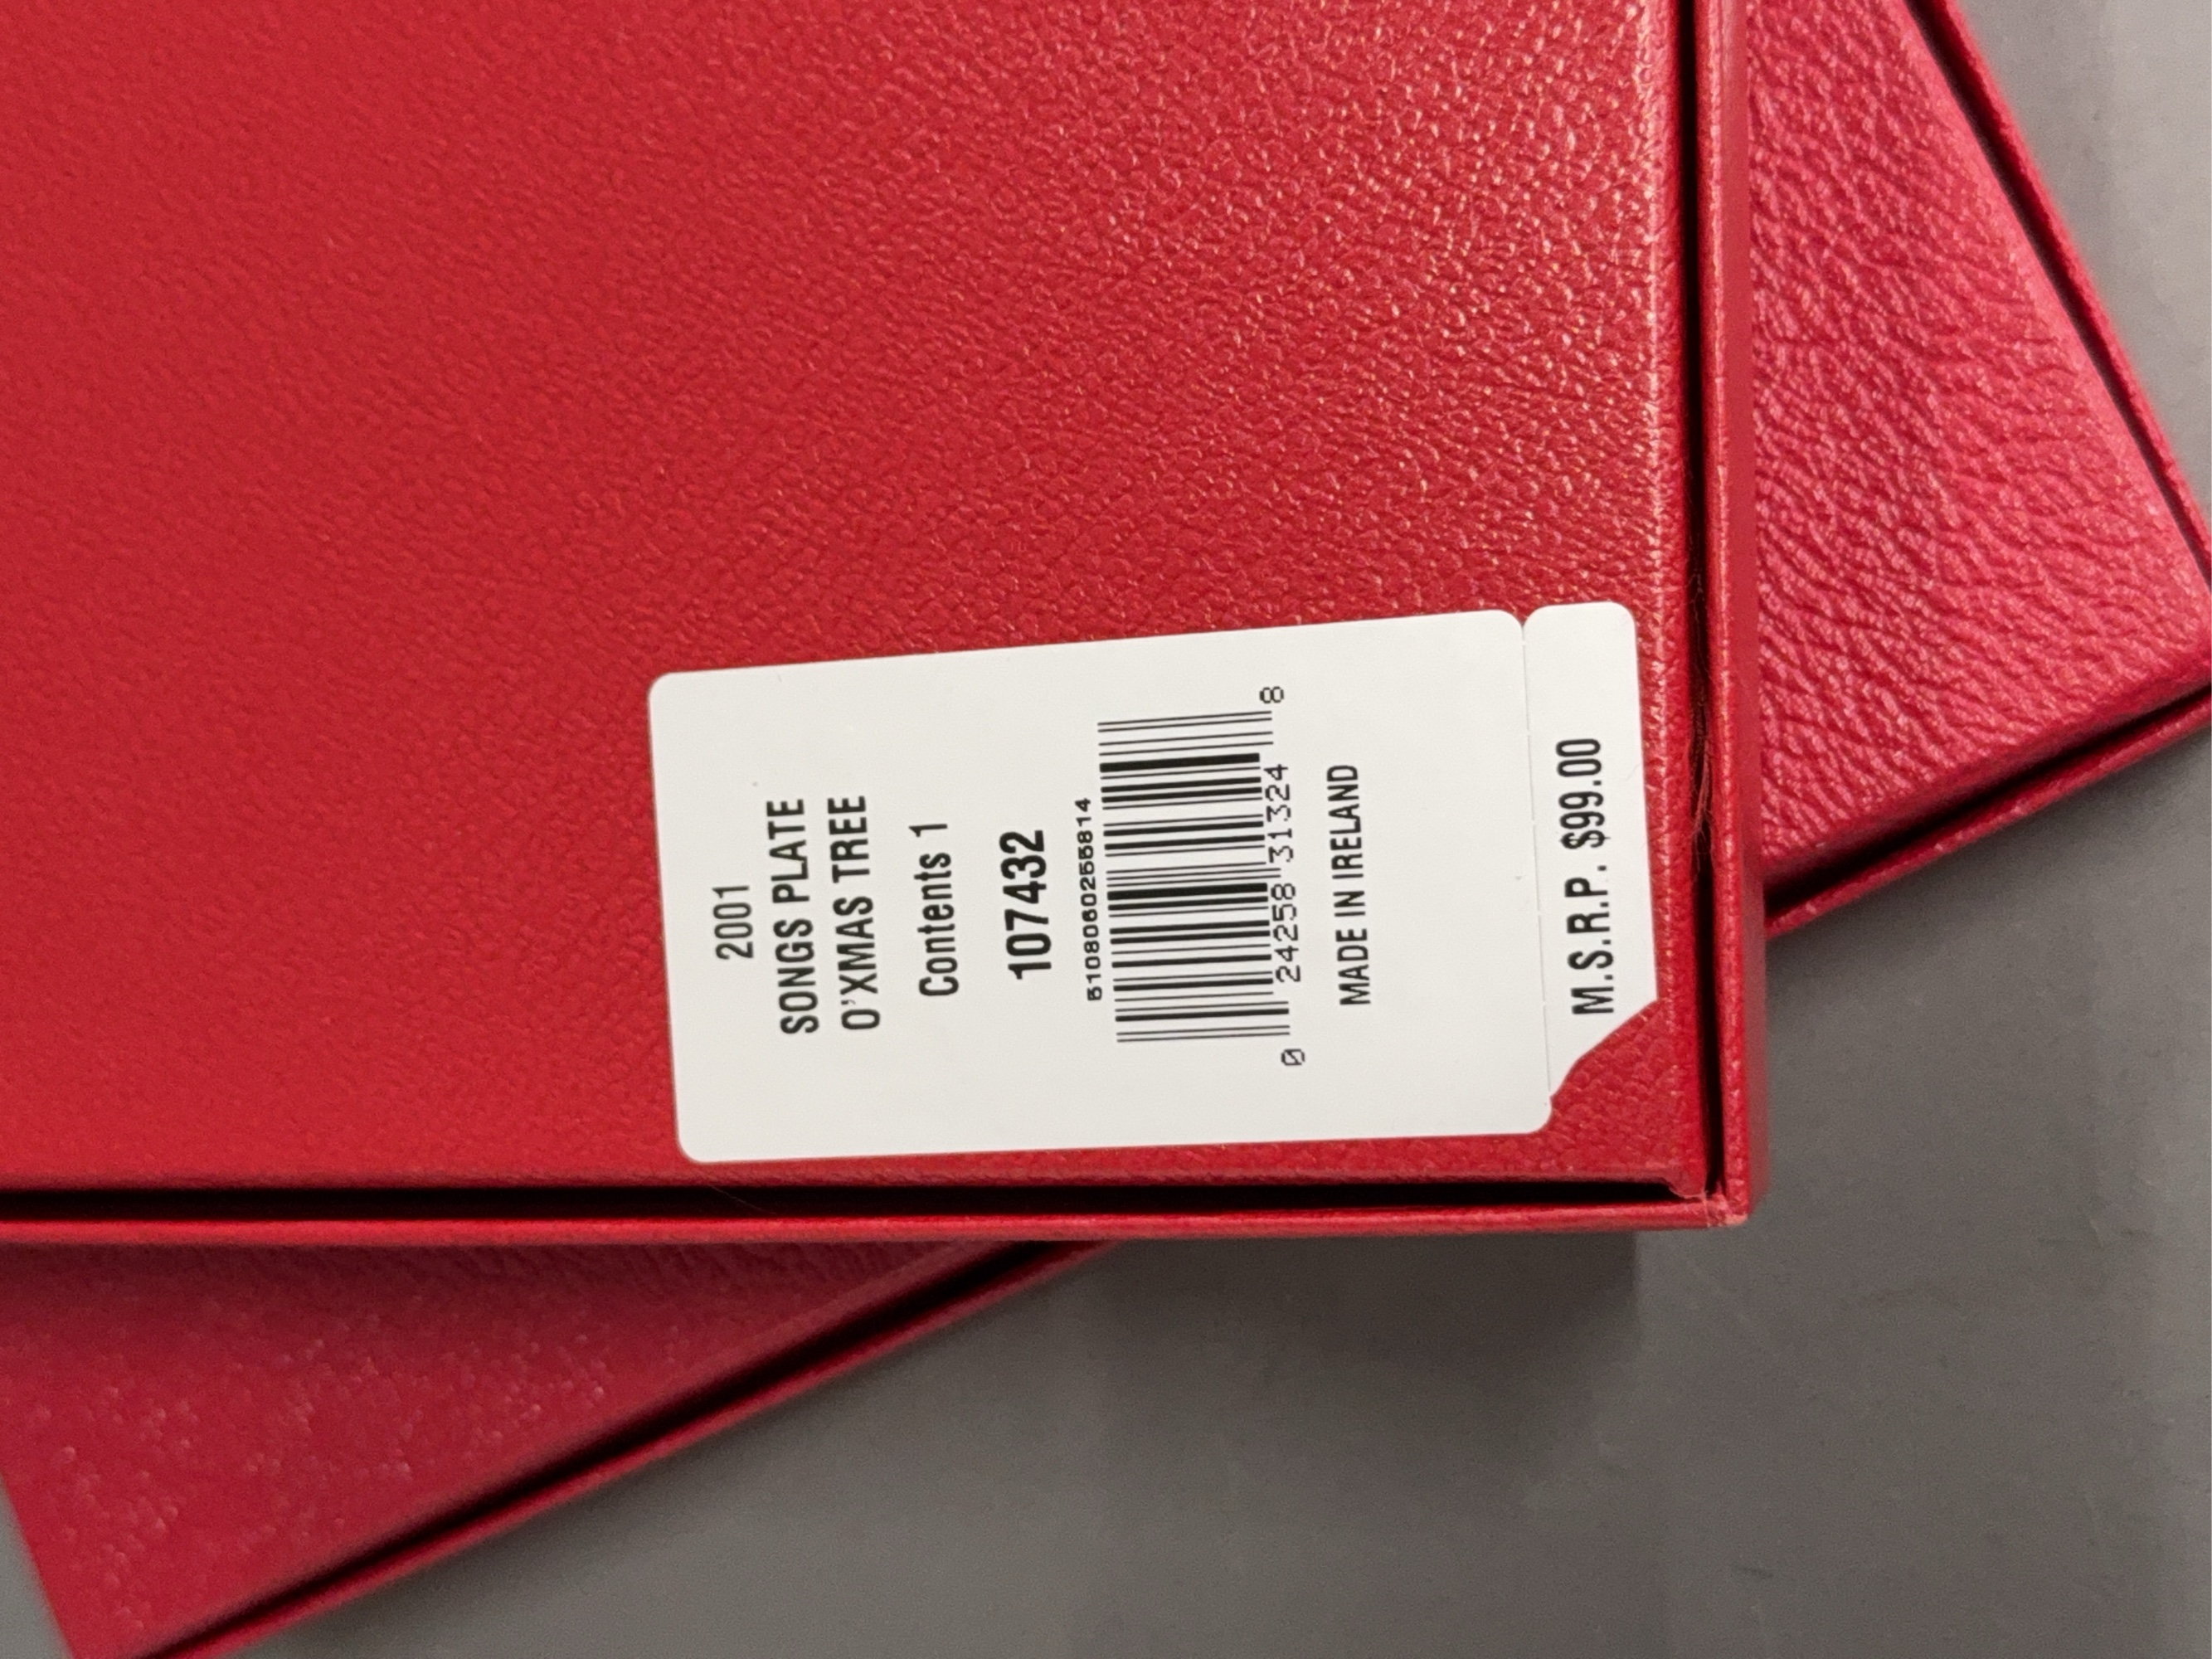 2001
SONGS PLATE
O'XMAS TREE
Contents 1
107432
5108060255814
0 24258 31324 8
MADE IN IRELAND
M.S.R.P. $99.00